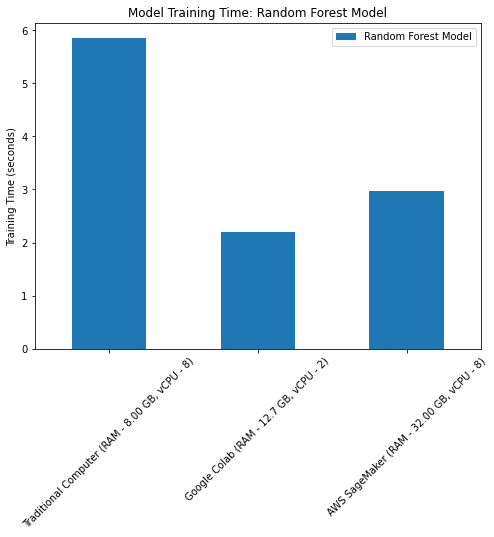 Model Training Time: Random Forest Model
Random Forest Model
Training Time (seconds)
6
5
4
3
2
1
0
Traditional Computer (RAM - 8.00 GB, vCPU - 8)
Google Colab (RAM - 12.7 GB, vCPU - 2)
AWS SageMaker (RAM - 32.00 GB, vCPU - 8)